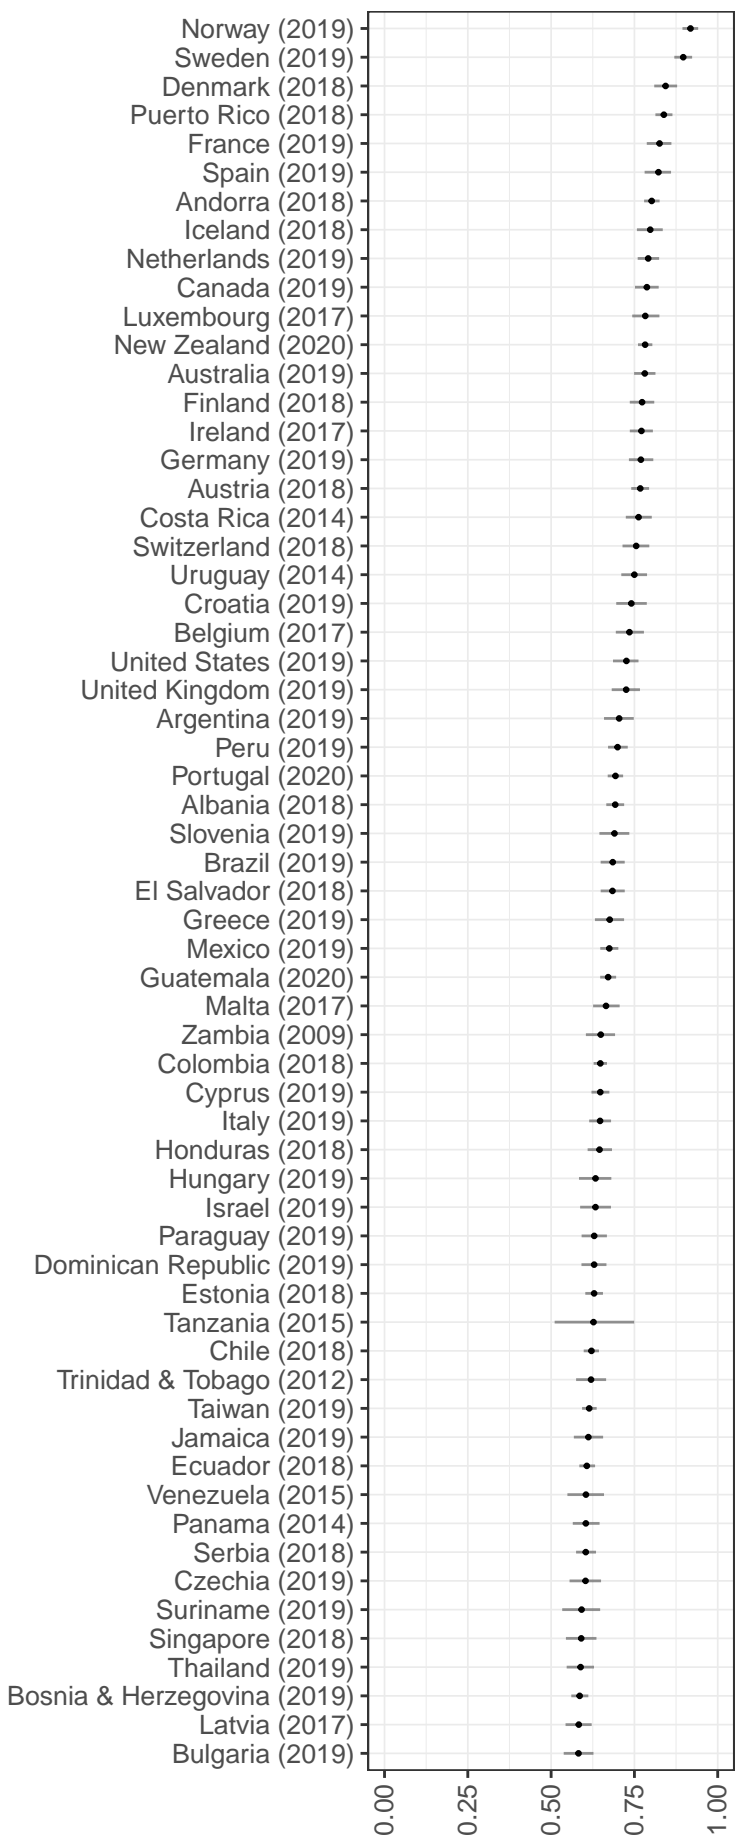 Norway (2019)
Sweden (2019)
Denmark (2018)
Puerto Rico (2018)
France (2019)
Spain (2019)
Andorra (2018)
Iceland (2018)
Netherlands (2019)
Canada (2019)
Luxembourg (2017)
New Zealand (2020)
Australia (2019)
Finland (2018)
Ireland (2017)
Germany (2019)
Austria (2018)
Costa Rica (2014)
Switzerland (2018)
Uruguay (2014)
Croatia (2019)
Belgium (2017)
United States (2019)
United Kingdom (2019)
Argentina (2019)
Peru (2019)
Portugal (2020)
Albania (2018)
Slovenia (2019)
Brazil (2019)
El Salvador (2018)
Greece (2019)
Mexico (2019)
Guatemala (2020)
Malta (2017)
Zambia (2009)
Colombia (2018)
Cyprus (2019)
Italy (2019)
Honduras (2018)
Hungary (2019)
Israel (2019)
Paraguay (2019)
Dominican Republic (2019)
Estonia (2018)
Tanzania (2015)
Chile (2018)
Trinidad & Tobago (2012)
Taiwan (2019)
Jamaica (2019)
Ecuador (2018)
Venezuela (2015)
Panama (2014)
Serbia (2018)
Czechia (2019)
Suriname (2019)
Singapore (2018)
Thailand (2019)
Bosnia & Herzegovina (2019)
Latvia (2017)
Bulgaria (2019)
0.00
0.25
0.50
0.75
1.00